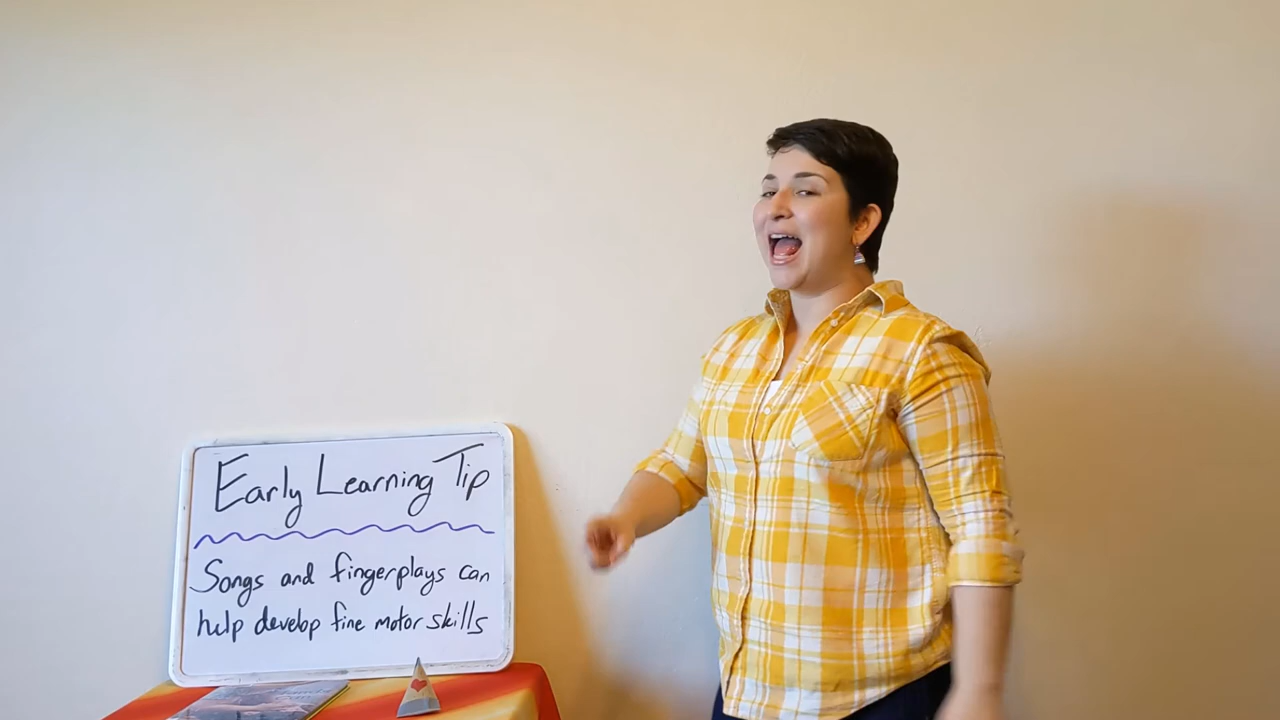 Early Learning Tip
Songs and fingerplays can
help develop fine motor skills